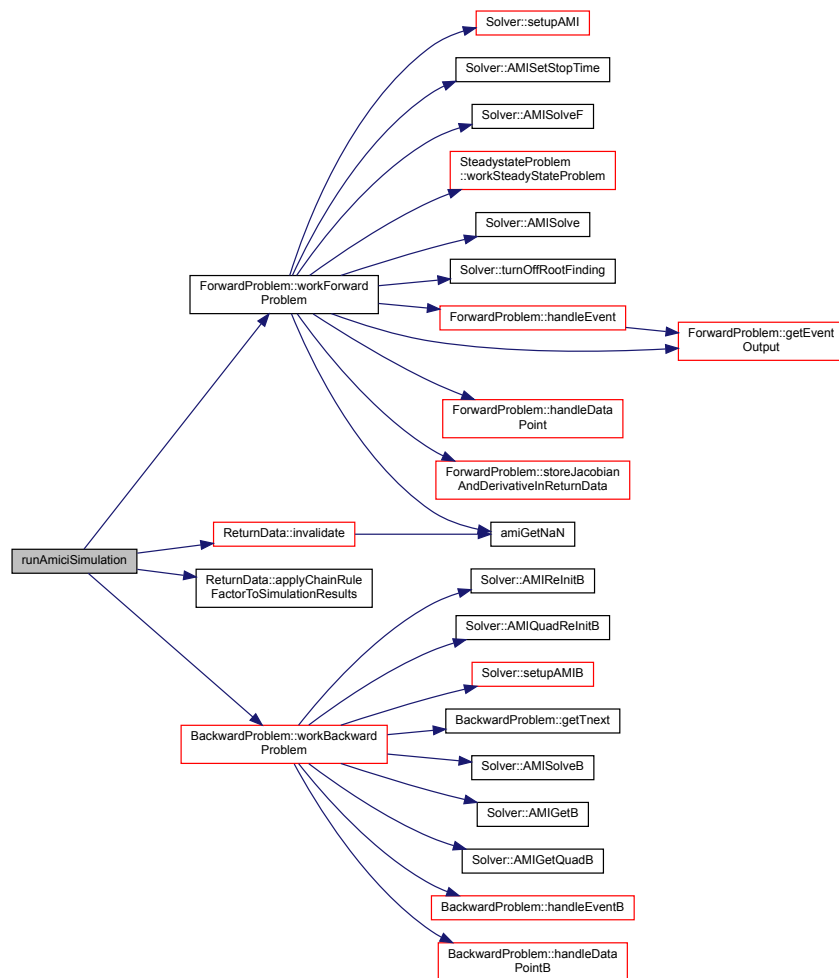 Solver::setupAMI
Solver::AMISetStopTime
Solver::AMISolveF
SteadystateProblem
::workSteadyStateProblem
Solver::AMISolve
Solver::turnOffRootFinding
ForwardProblem::workForward
Problem
ForwardProblem::handleEvent
ForwardProblem::getEvent
Output
ForwardProblem::handleData
Point
ForwardProblem::storeJacobian
AndDerivativeInReturnData
amiGetNaN
runAmiciSimulation
ReturnData::invalidate
ReturnData::applyChainRule
FactorToSimulationResults
Solver::AMIReInitB
Solver::AMIQuadReInitB
Solver::setupAMIB
BackwardProblem::getTnext
BackwardProblem::workBackward
Problem
Solver::AMISolveB
Solver::AMIGetB
Solver::AMIGetQuadB
BackwardProblem::handleEventB
BackwardProblem::handleData
PointB